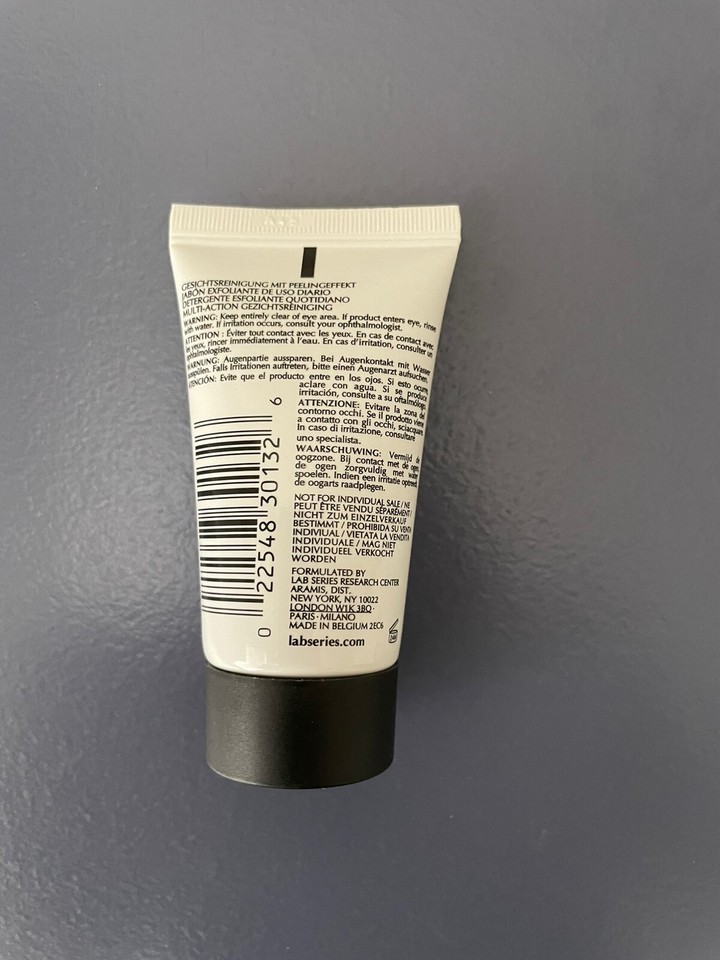 GESICHTSREINIGUNG MIT PEELINGEFFEKT
JABÓN EXFOLIANTE DE USO DIARIO
DETERGENTE ESFOLIANTE QUOTIDIANO
MULTI-ACTION GEZICHTSREINIGING
WARNING: Keep entirely clear of eye area. If product enters eye, rinse
with water. If irritation occurs, consult your ophthalmologist.
ATTENTION : Éviter tout contact avec les yeux. En cas de contact avec
les yeux, rincer immédiatement à l'eau. En cas d'irritation, consulter un
ophtalmologiste.
WARNUNG: Augenpartie aussparen. Bei Augenkontakt mit Wasser
ausspülen. Falls Irritationen auftreten, bitte einen Augenarzt aufsuchen.
ATENCIÓN: Evite que el producto entre en los ojos. Si esto ocurre,
aclare con agua. Si se produce
irritación, consulte a su oftalmólogo.
ATTENZIONE: Evitare la zona del
contorno occhi. Se il prodotto viene
a contatto con gli occhi, sciacquare.
In caso di irritazione, consultare
uno specialista.
WAARSCHUWING: Vermijd de
oogzone. Bij contact met de ogen,
de ogen zorgvuldig met water
spoelen. Indien een irritatie optreedt,
de oogarts raadplegen.
NOT FOR INDIVIDUAL SALE / NE
PEUT ÊTRE VENDU SÉPARÉMENT /
NICHT ZUM EINZELVERKAUF
BESTIMMT / PROHIBIDA SU VENTA
INDIVIUAL / VIETATA LA VENDITA
INDIVIDUALE / MAG NIET
INDIVIDUEEL VERKOCHT
WORDEN
FORMULATED BY
LAB SERIES RESEARCH CENTER
ARAMIS, DIST.
NEW YORK, NY 10022
LONDON W1K 3BQ ·
PARIS · MILANO
MADE IN BELGIUM 2EC6
labseries.com
0 22548 30132 6